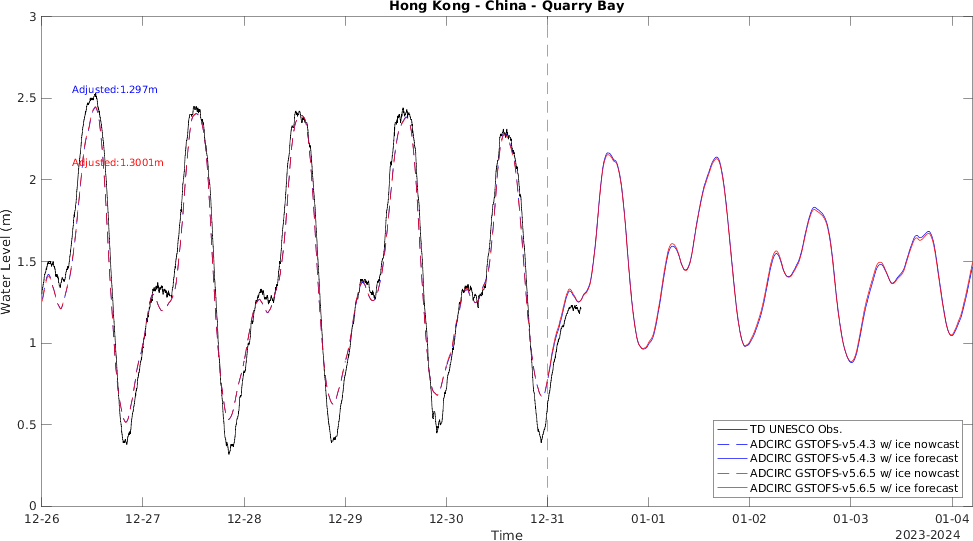 Hong Kong - China - Quarry Bay
3
2.5
2
1.5
1
0.5
0
Water Level (m)
Adjusted:1.297m
Adjusted:1.3001m
TD UNESCO Obs.
ADCIRC GSTOFS-v5.4.3 w/ ice nowcast
ADCIRC GSTOFS-v5.4.3 w/ ice forecast
ADCIRC GSTOFS-v5.6.5 w/ ice nowcast
ADCIRC GSTOFS-v5.6.5 w/ ice forecast
12-26 12-27 12-28 12-29 12-30 12-31 01-01 01-02 01-03 01-04
Time
2023-2024